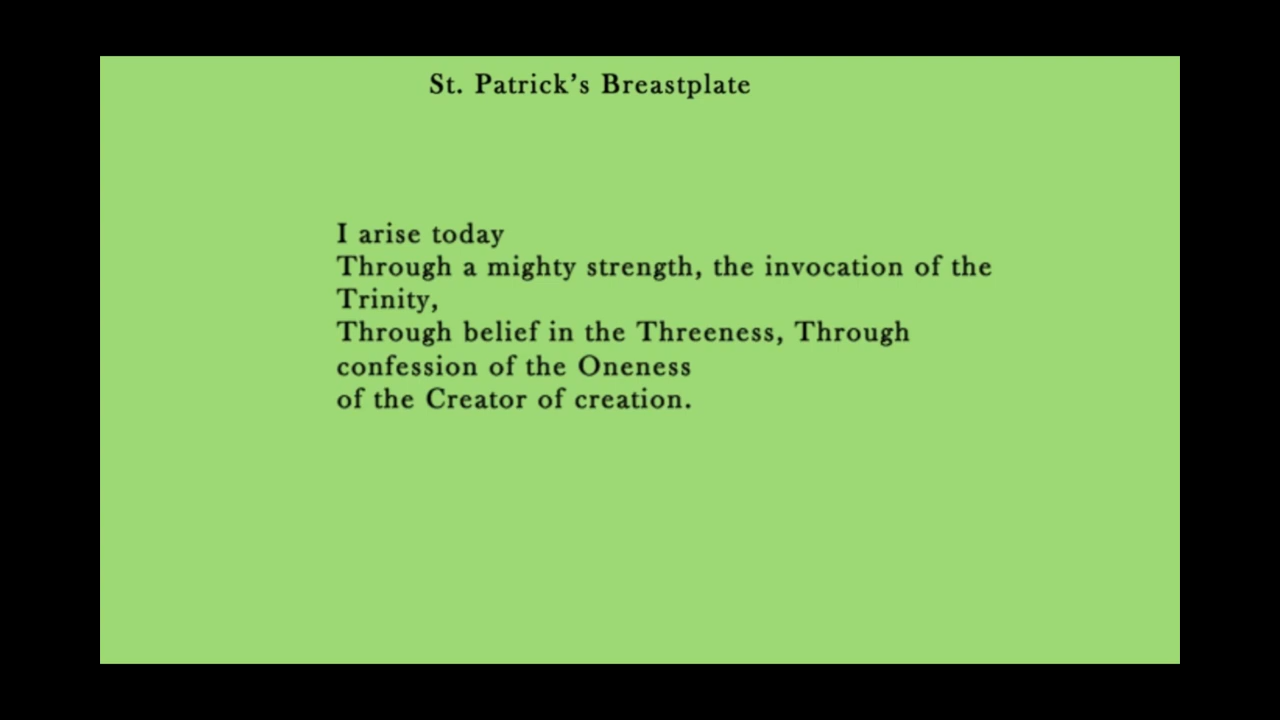 St. Patrick’s Breastplate
I arise today
Through a mighty strength, the invocation of the
Trinity,
Through belief in the Threeness, Through
confession of the Oneness
of the Creator of creation.